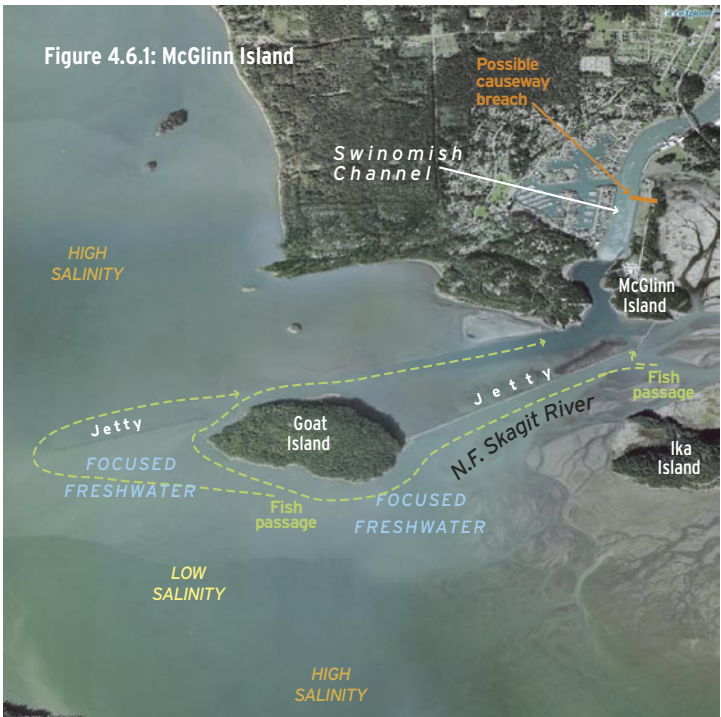 Figure 4.6.1: McGlinn Island
Possible
causeway
breach
Swinomish
Channel
HIGH
SALINITY
McGlinn
Island
Jetty
Fish
passage
Jetty
Goat
Island
N.F. Skagit River
Ika
Island
FOCUSED
FRESHWATER
Fish
passage
FOCUSED
FRESHWATER
LOW
SALINITY
HIGH
SALINITY